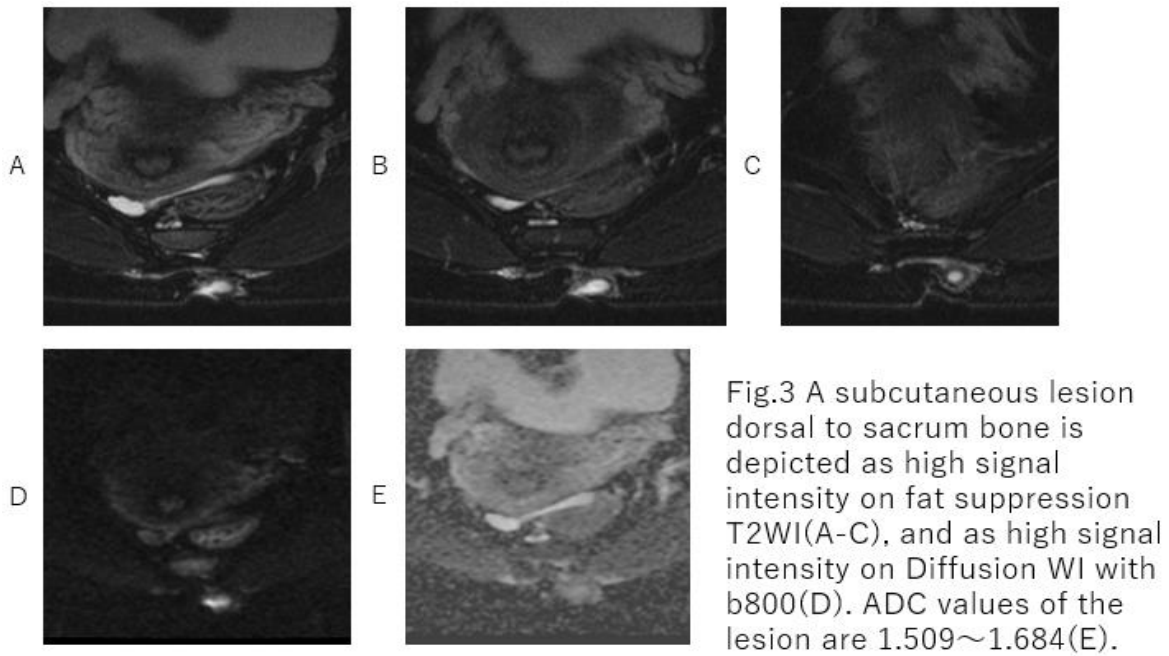 A
B
C
D
E
Fig.3 A subcutaneous lesion
dorsal to sacrum bone is
depicted as high signal
intensity on fat suppression
T2WI(A-C), and as high signal
intensity on Diffusion WI with
b800(D). ADC values of the
lesion are 1.509～1.684(E).